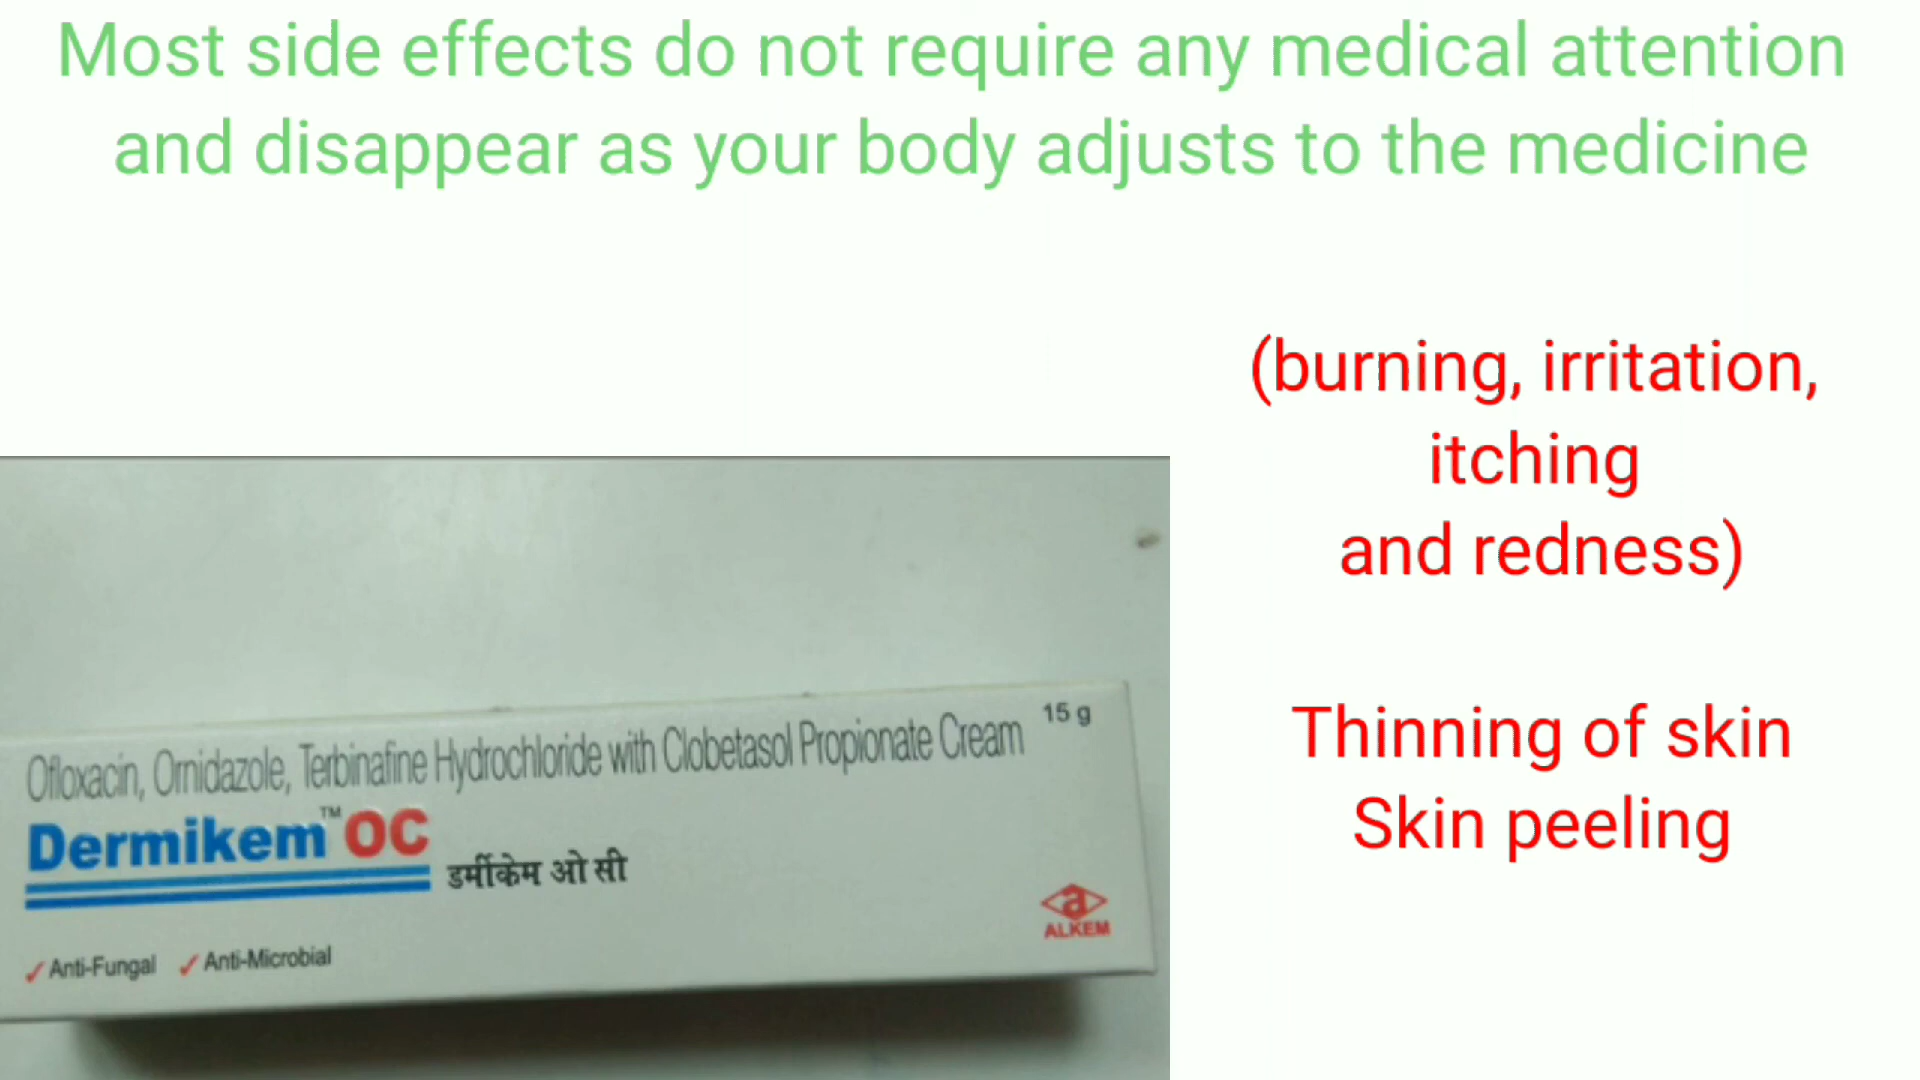 Most side effects do not require any medical attention
and disappear as your body adjusts to the medicine
(burning, irritation,
itching
and redness)
Thinning of skin
Skin peeling
Ofloxacin, Ornidazole, Terbinafine Hydrochloride with Clobetasol Propionate Cream 15 g
Dermikem™ OC
डर्मीकेम ओ सी
✓Anti-Fungal ✓Anti-Microbial
a
ALKEM